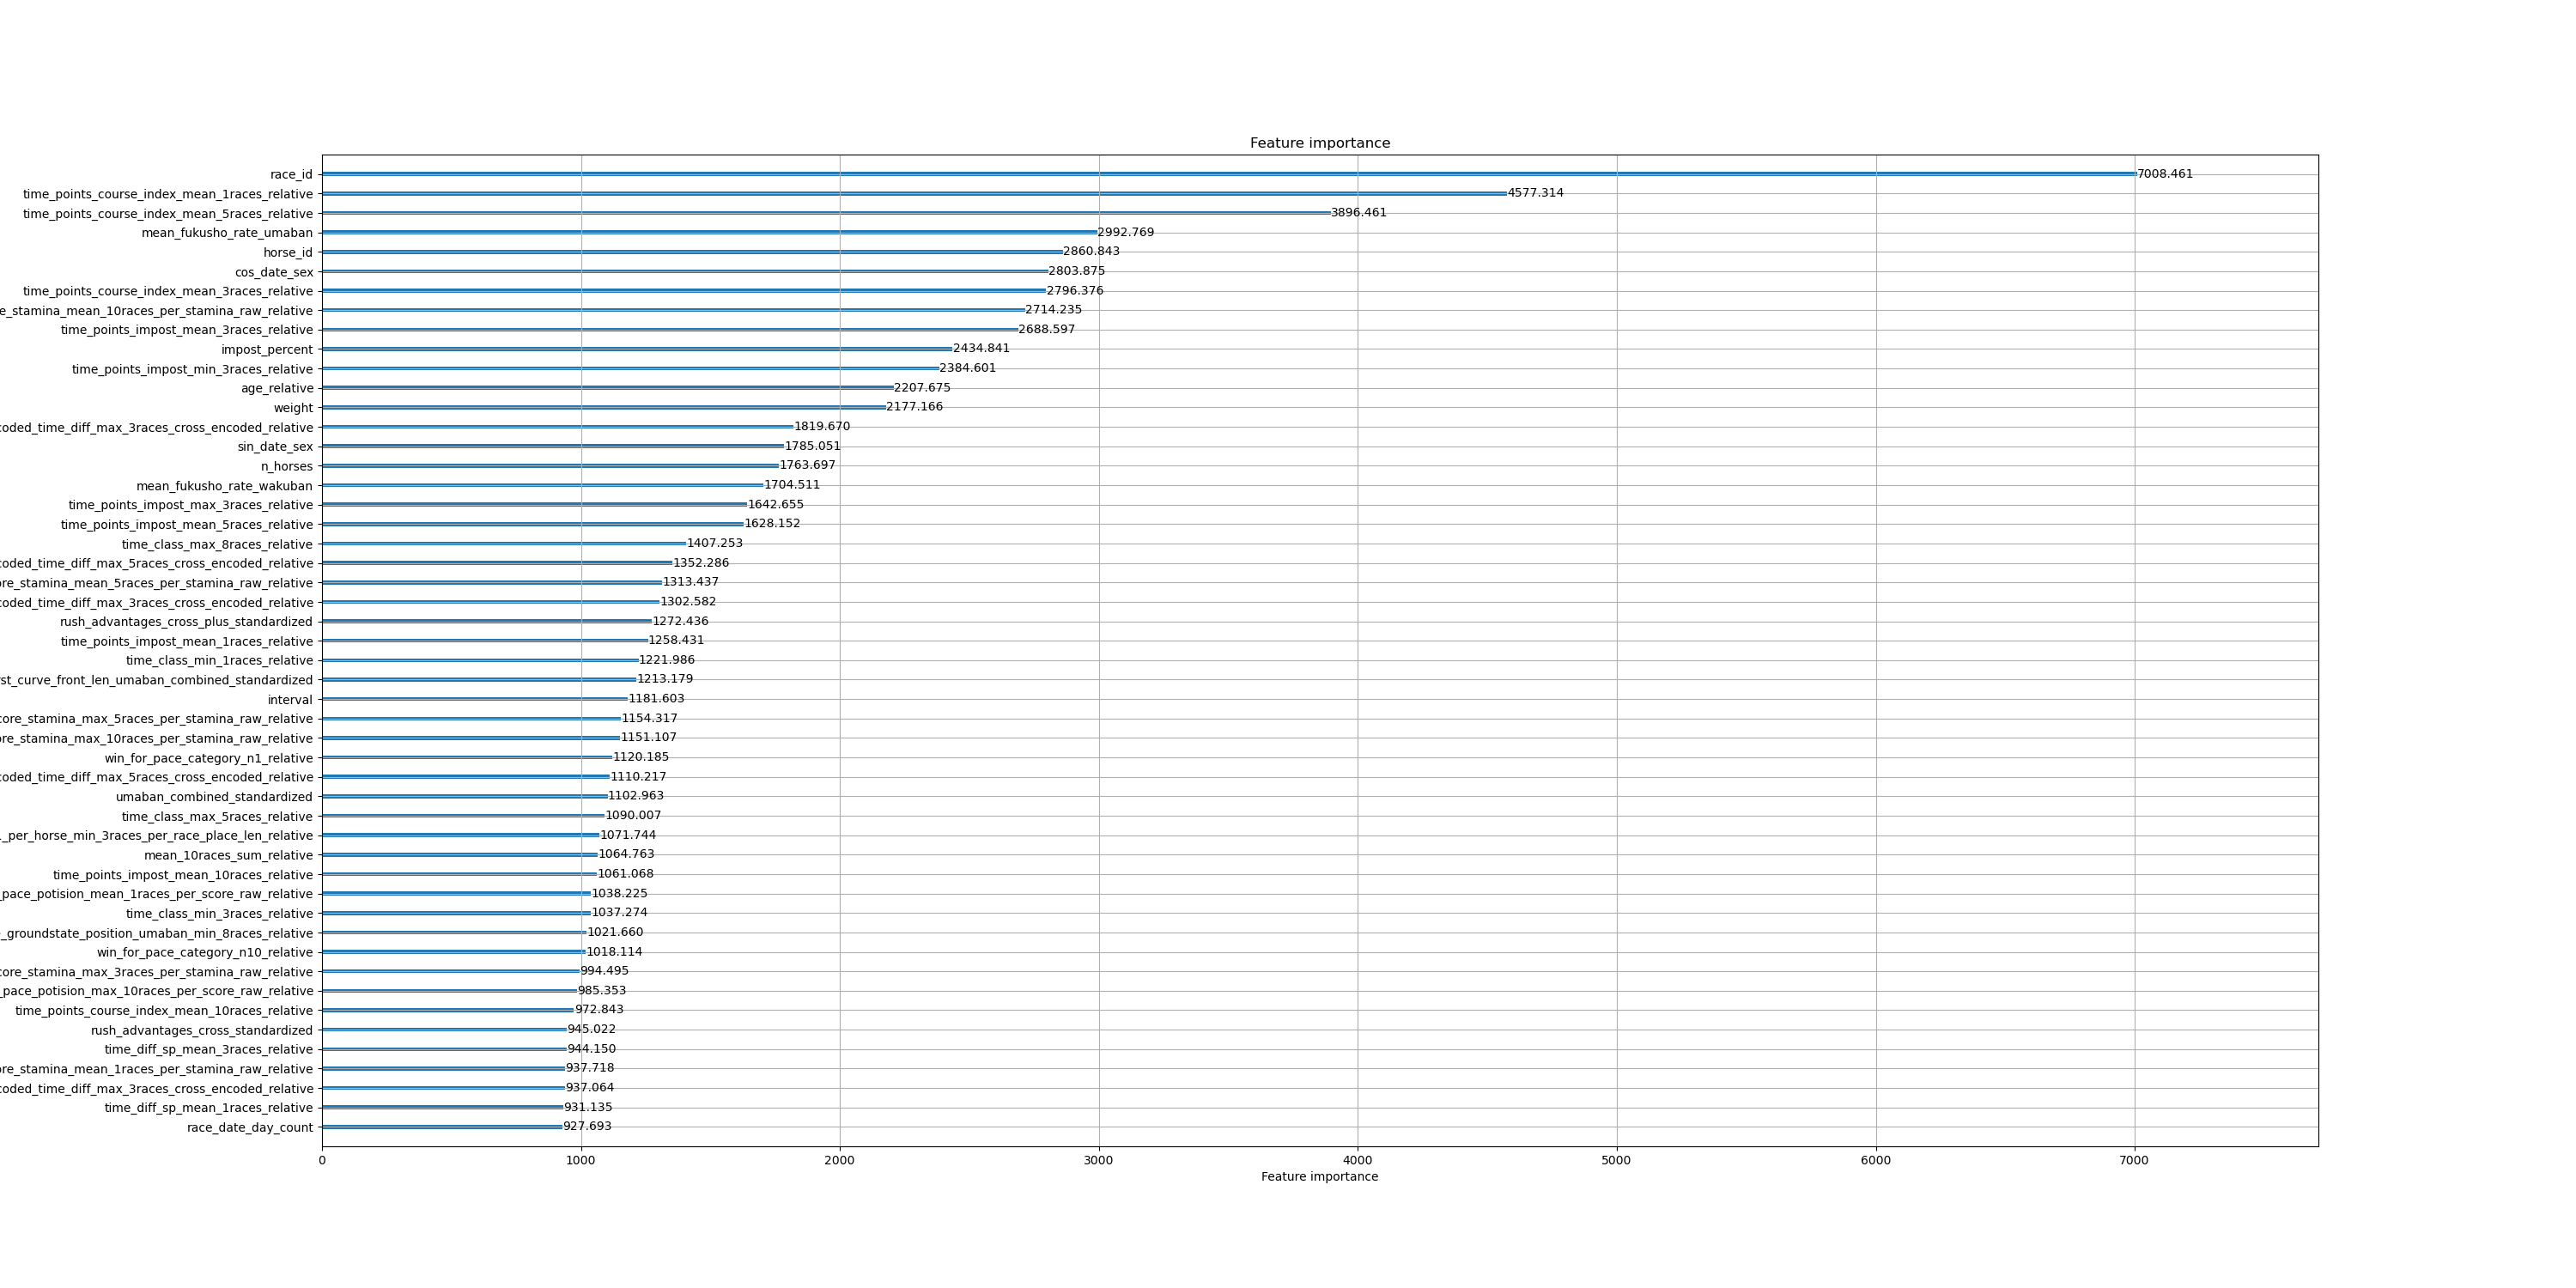 Feature importance
race_id 7008.461
time_points_course_index_mean_1races_relative 4577.314
time_points_course_index_mean_5races_relative 3896.461
mean_fukusho_rate_umaban 2992.769
horse_id 2860.843
cos_date_sex 2803.875
time_points_course_index_mean_3races_relative 2796.376
e_stamina_mean_10races_per_stamina_raw_relative 2714.235
time_points_impost_mean_3races_relative 2688.597
impost_percent 2434.841
time_points_impost_min_3races_relative 2384.601
age_relative 2207.675
weight 2177.166
coded_time_diff_max_3races_cross_encoded_relative 1819.670
sin_date_sex 1785.051
n_horses 1763.697
mean_fukusho_rate_wakuban 1704.511
time_points_impost_max_3races_relative 1642.655
time_points_impost_mean_5races_relative 1628.152
time_class_max_8races_relative 1407.253
coded_time_diff_max_5races_cross_encoded_relative 1352.286
re_stamina_mean_5races_per_stamina_raw_relative 1313.437
coded_time_diff_max_3races_cross_encoded_relative 1302.582
rush_advantages_cross_plus_standardized 1272.436
time_points_impost_mean_1races_relative 1258.431
time_class_min_1races_relative 1221.986
st_curve_front_len_umaban_combined_standardized 1213.179
interval 1181.603
core_stamina_max_5races_per_stamina_raw_relative 1154.317
re_stamina_max_10races_per_stamina_raw_relative 1151.107
win_for_pace_category_n1_relative 1120.185
coded_time_diff_max_5races_cross_encoded_relative 1110.217
umaban_combined_standardized 1102.963
time_class_max_5races_relative 1090.007
_per_horse_min_3races_per_race_place_len_relative 1071.744
mean_10races_sum_relative 1064.763
time_points_impost_mean_10races_relative 1061.068
_pace_potision_mean_1races_per_score_raw_relative 1038.225
time_class_min_3races_relative 1037.274
_groundstate_position_umaban_min_8races_relative 1021.660
win_for_pace_category_n10_relative 1018.114
core_stamina_max_3races_per_stamina_raw_relative 994.495
_pace_potision_max_10races_per_score_raw_relative 985.353
time_points_course_index_mean_10races_relative 972.843
rush_advantages_cross_standardized 945.022
time_diff_sp_mean_3races_relative 944.150
re_stamina_mean_1races_per_stamina_raw_relative 937.718
coded_time_diff_max_3races_cross_encoded_relative 937.064
time_diff_sp_mean_1races_relative 931.135
race_date_day_count 927.693
0 1000 2000 3000 4000 5000 6000 7000
Feature importance